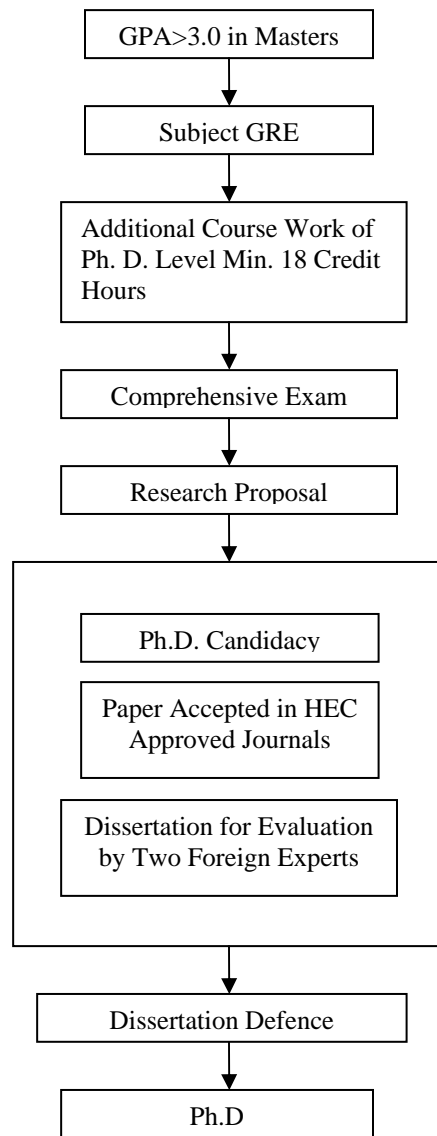 GPA>3.0 in Masters
Subject GRE
Additional Course Work of
Ph. D. Level Min. 18 Credit
Hours
Comprehensive Exam
Research Proposal
Ph.D. Candidacy
Paper Accepted in HEC
Approved Journals
Dissertation for Evaluation
by Two Foreign Experts
Dissertation Defence
Ph.D